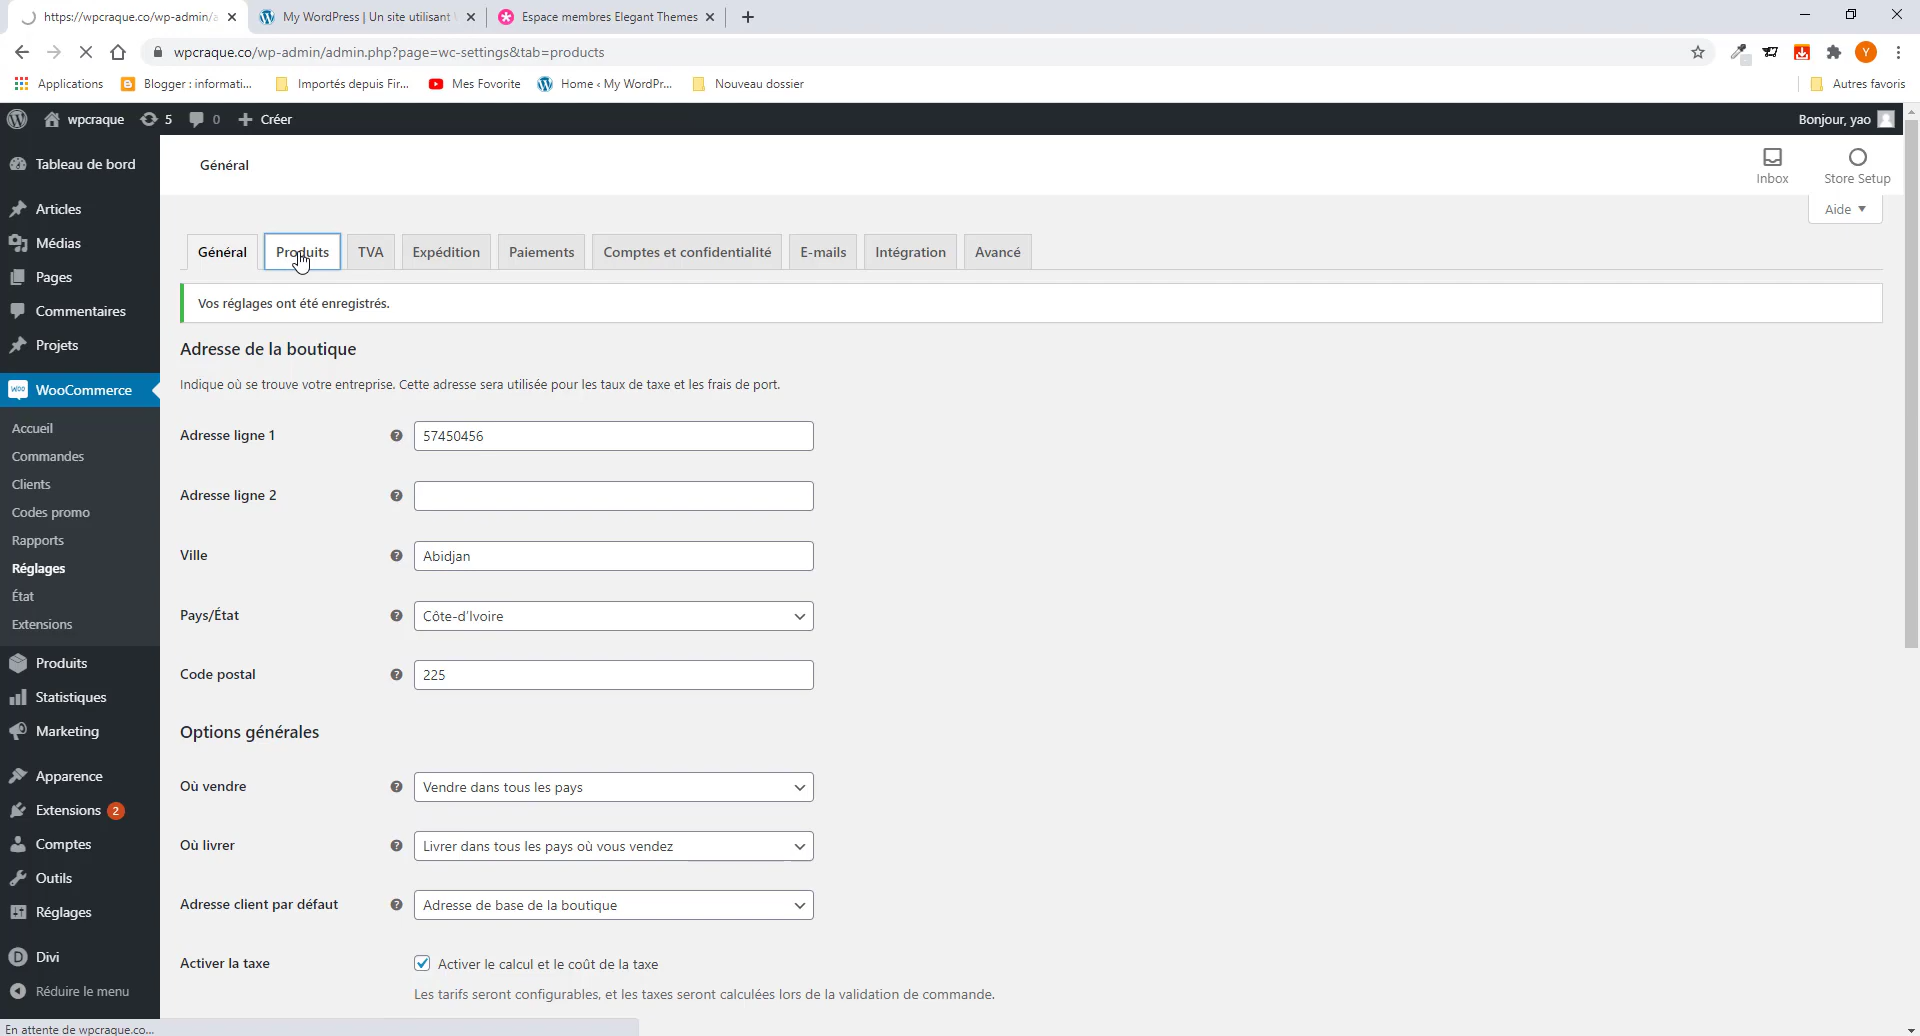 https://wpcraque.co/wp-admin/a
My WordPress | Un site utilisant
Espace membres Elegant Themes
wpcraque.co/wp-admin/admin.php?page=wc-settings&tab=products
Y
Applications
Blogger : informati...
Importés depuis Fir...
Mes Favorite
Home ‹ My WordPr...
Nouveau dossier
Autres favoris
wpcraque
5
0
Créer
Bonjour, yao
Tableau de bord
Articles
Médias
Pages
Commentaires
Projets
WooCommerce
Accueil
Commandes
Clients
Codes promo
Rapports
Réglages
État
Extensions
Produits
Statistiques
Marketing
Apparence
Extensions 2
Comptes
Outils
Réglages
Divi
Réduire le menu
Général
Inbox
Store Setup
Aide
Général
Produits
TVA
Expédition
Paiements
Comptes et confidentialité
E-mails
Intégration
Avancé
Vos réglages ont été enregistrés.
Adresse de la boutique
Indique où se trouve votre entreprise. Cette adresse sera utilisée pour les taux de taxe et les frais de port.
Adresse ligne 1
57450456
Adresse ligne 2
Ville
Abidjan
Pays/État
Côte-d'Ivoire
Code postal
225
Options générales
Où vendre
Vendre dans tous les pays
Où livrer
Livrer dans tous les pays où vous vendez
Adresse client par défaut
Adresse de base de la boutique
Activer la taxe
Activer le calcul et le coût de la taxe
Les tarifs seront configurables, et les taxes seront calculées lors de la validation de commande.
En attente de wpcraque.co...